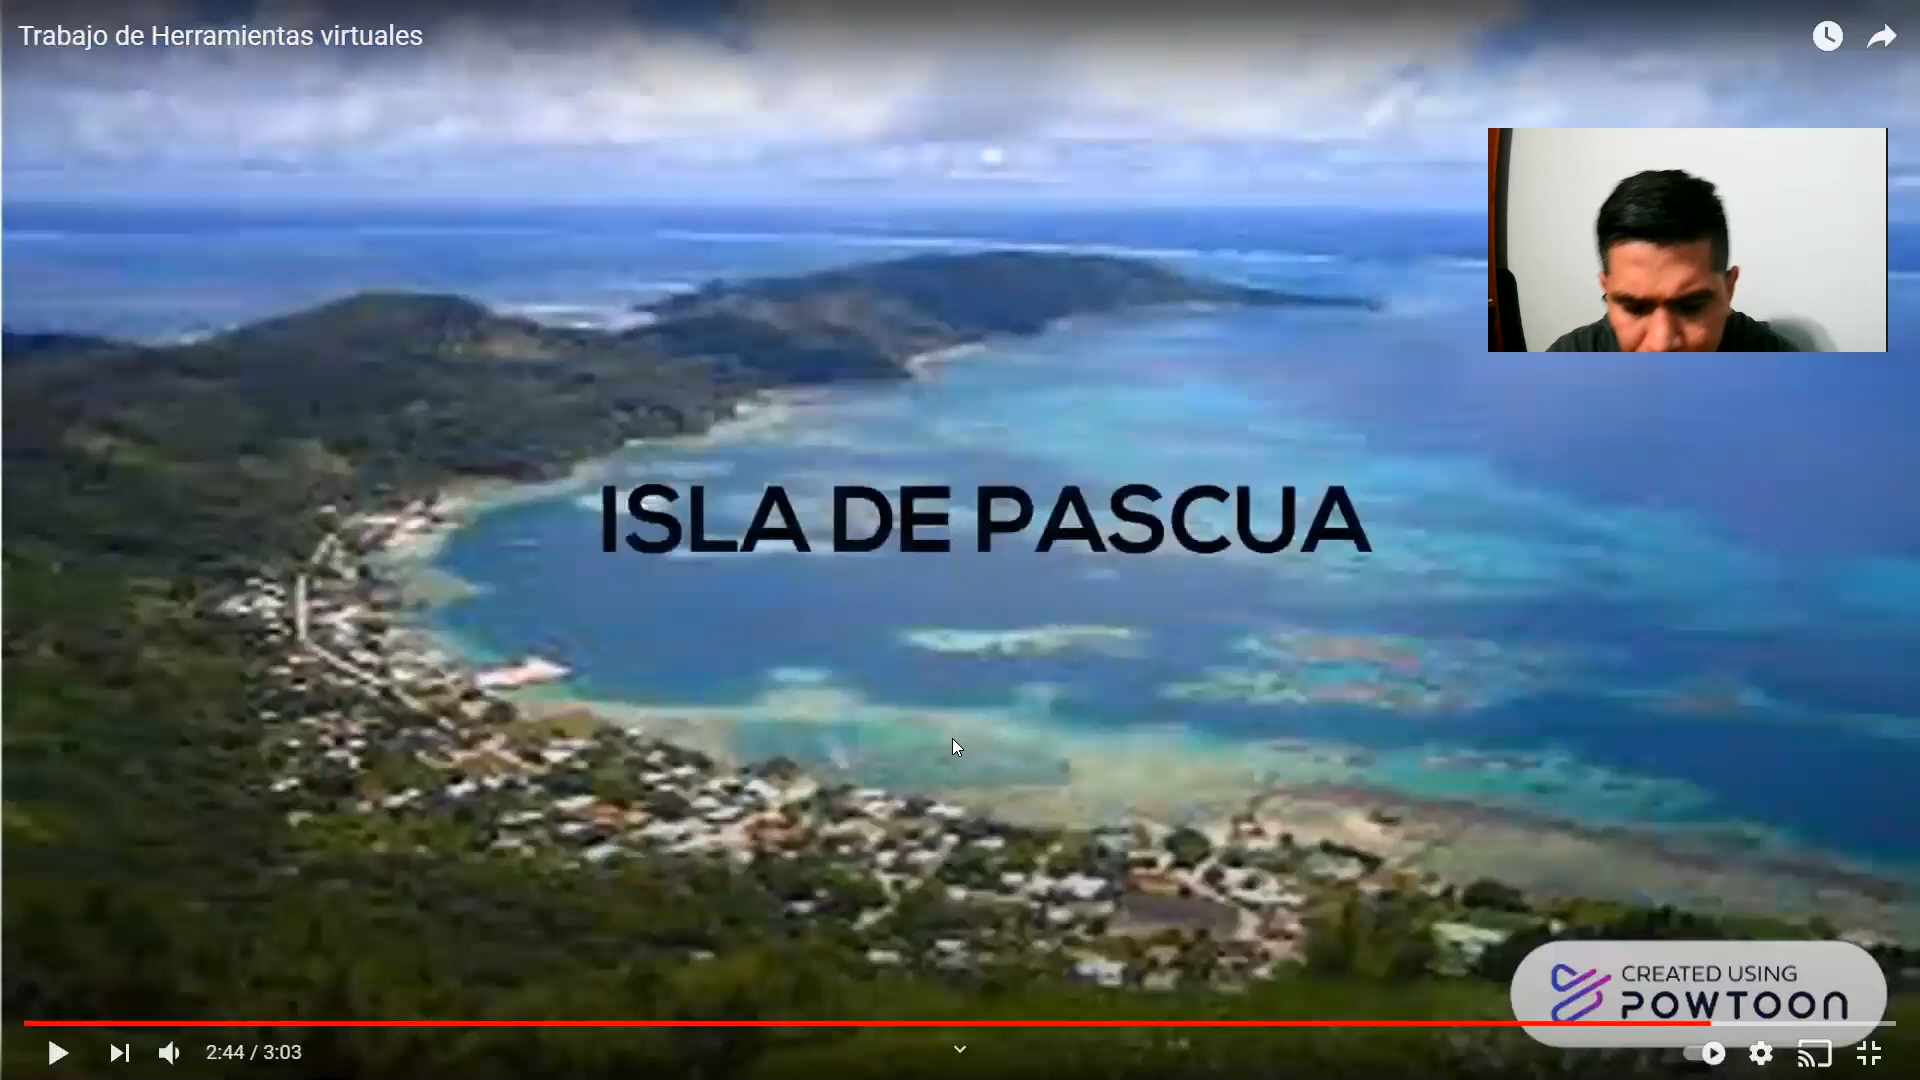 Trabajo de Herramientas virtuales
ISLA DE PASCUA
CREATED USING
POWTOON
2:44 / 3:03